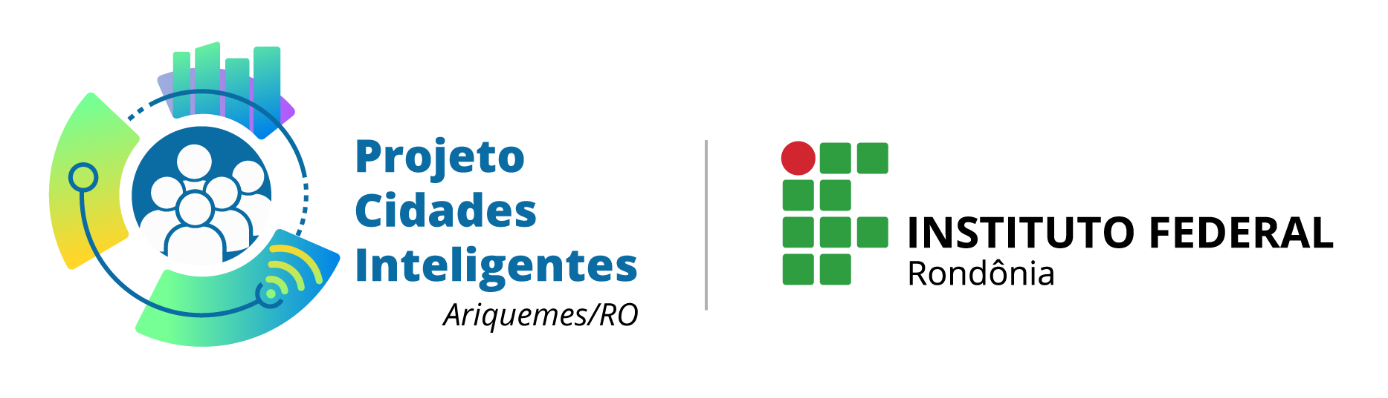 Projeto
Cidades
Inteligentes
Ariquemes/RO
INSTITUTO FEDERAL
Rondônia